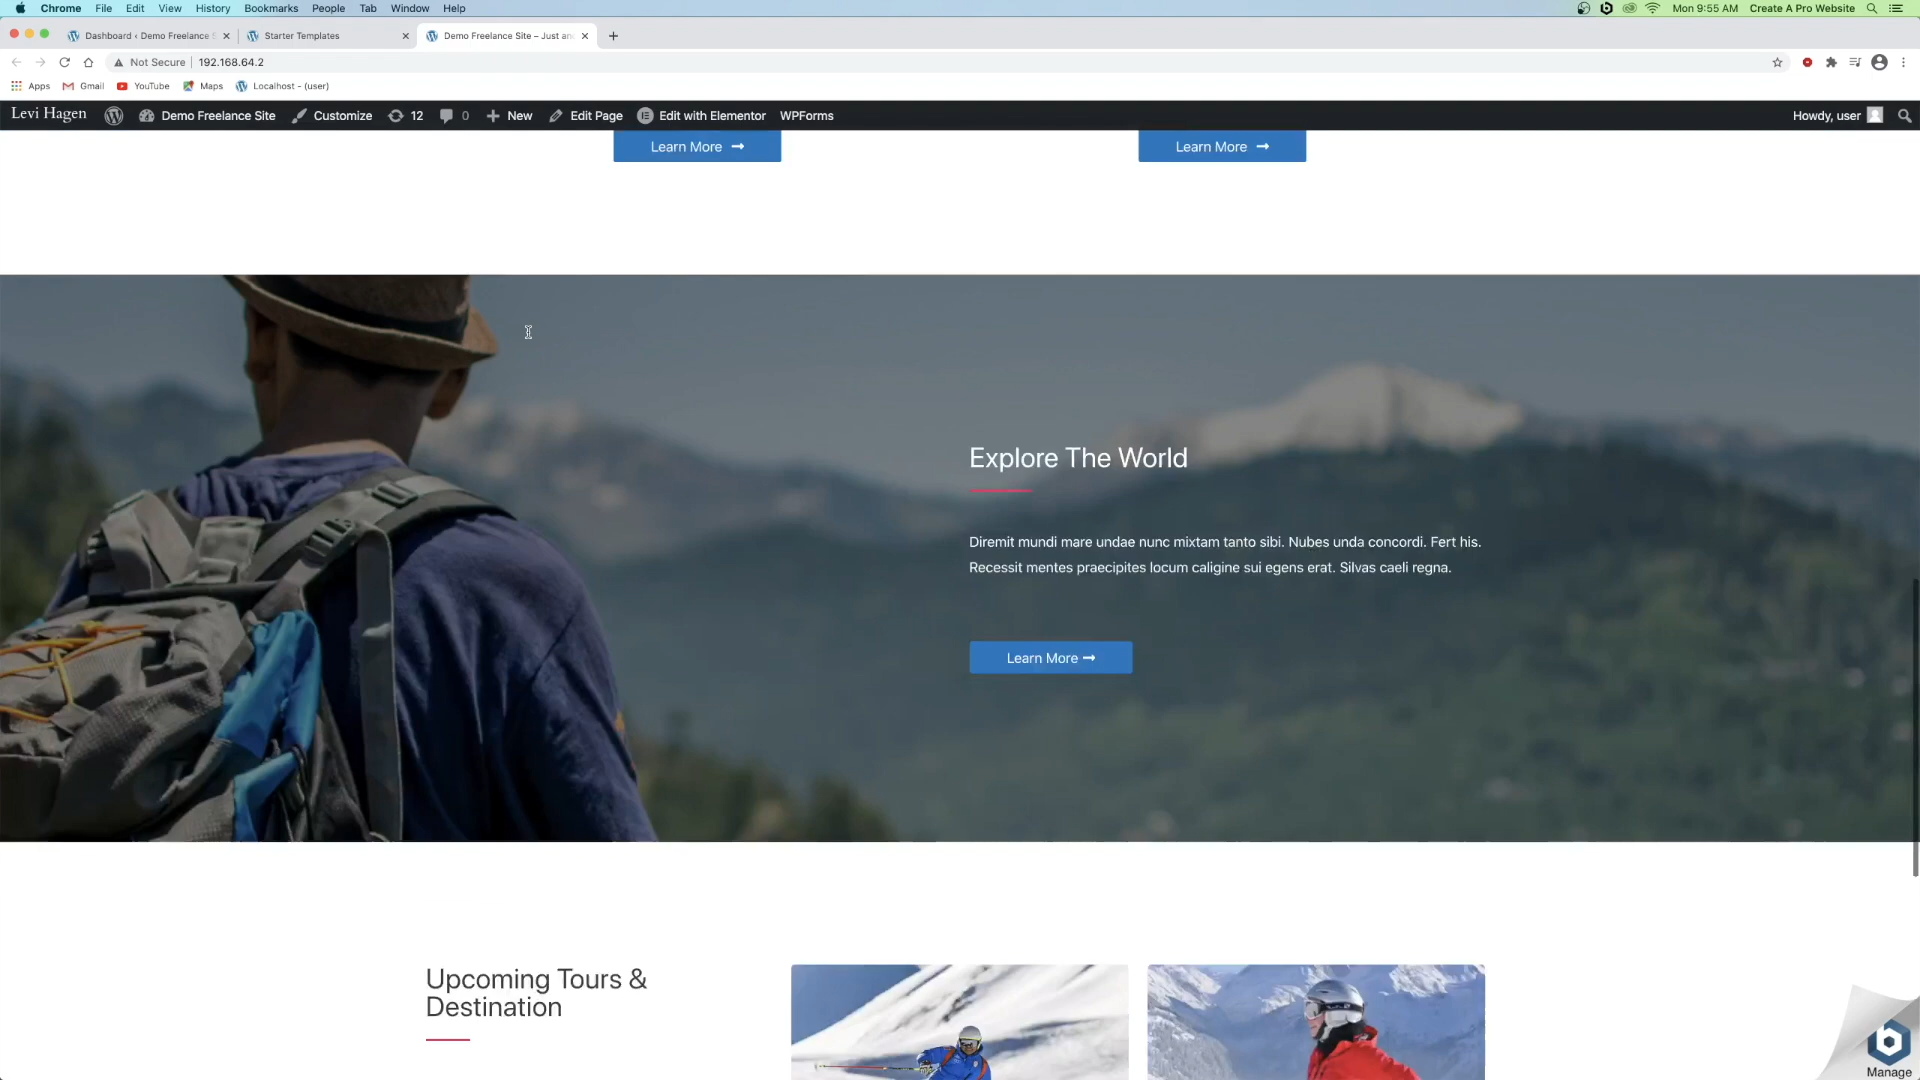 Chrome File Edit View History Bookmarks People Tab Window Help Mon 9:55 AM Create A Pro Website
Dashboard ‹ Demo Freelance S Starter Templates Demo Freelance Site – Just an
Not Secure 192.168.64.2
Apps Gmail YouTube Maps Localhost - (user)
Levi Hagen Demo Freelance Site Customize 12 0 New Edit Page Edit with Elementor WPForms Howdy, user
Learn More Learn More
Explore The World
Diremit mundi mare undae nunc mixtam tanto sibi. Nubes unda concordi. Fert his.
Recessit mentes praecipites locum caligine sui egens erat. Silvas caeli regna.
Learn More
Upcoming Tours &
Destination
Manage